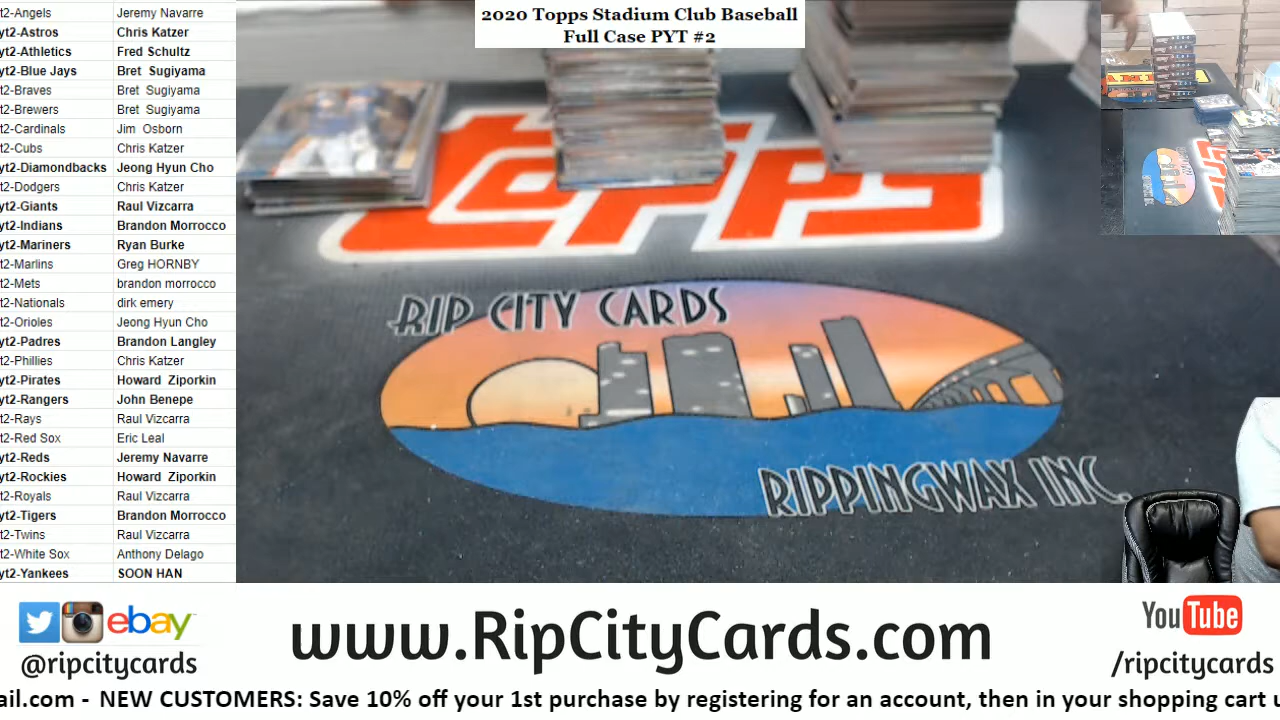 2020 Topps Stadium Club Baseball
Full Case PYT #2
t2-Angels Jeremy Navarre
yt2-Astros Chris Katzer
yt2-Athletics Fred Schultz
yt2-Blue Jays Bret Sugiyama
t2-Braves Bret Sugiyama
t2-Brewers Bret Sugiyama
t2-Cardinals Jim Osborn
t2-Cubs Chris Katzer
yt2-Diamondbacks Jeong Hyun Cho
t2-Dodgers Chris Katzer
yt2-Giants Raul Vizcarra
yt2-Indians Brandon Morrocco
yt2-Mariners Ryan Burke
t2-Marlins Greg HORNBY
t2-Mets brandon morrocco
t2-Nationals dirk emery
t2-Orioles Jeong Hyun Cho
yt2-Padres Brandon Langley
t2-Phillies Chris Katzer
yt2-Pirates Howard Ziporkin
yt2-Rangers John Benepe
t2-Rays Raul Vizcarra
t2-Red Sox Eric Leal
yt2-Reds Jeremy Navarre
yt2-Rockies Howard Ziporkin
t2-Royals Raul Vizcarra
yt2-Tigers Brandon Morrocco
t2-Twins Raul Vizcarra
t2-White Sox Anthony Delago
yt2-Yankees SOON HAN
topps
RIP CITY CARDS
RIPPINGWAX INC.
ebay
@ripcitycards
www.RipCityCards.com
YouTube
/ripcitycards
ail.com - NEW CUSTOMERS: Save 10% off your 1st purchase by registering for an account, then in your shopping cart u